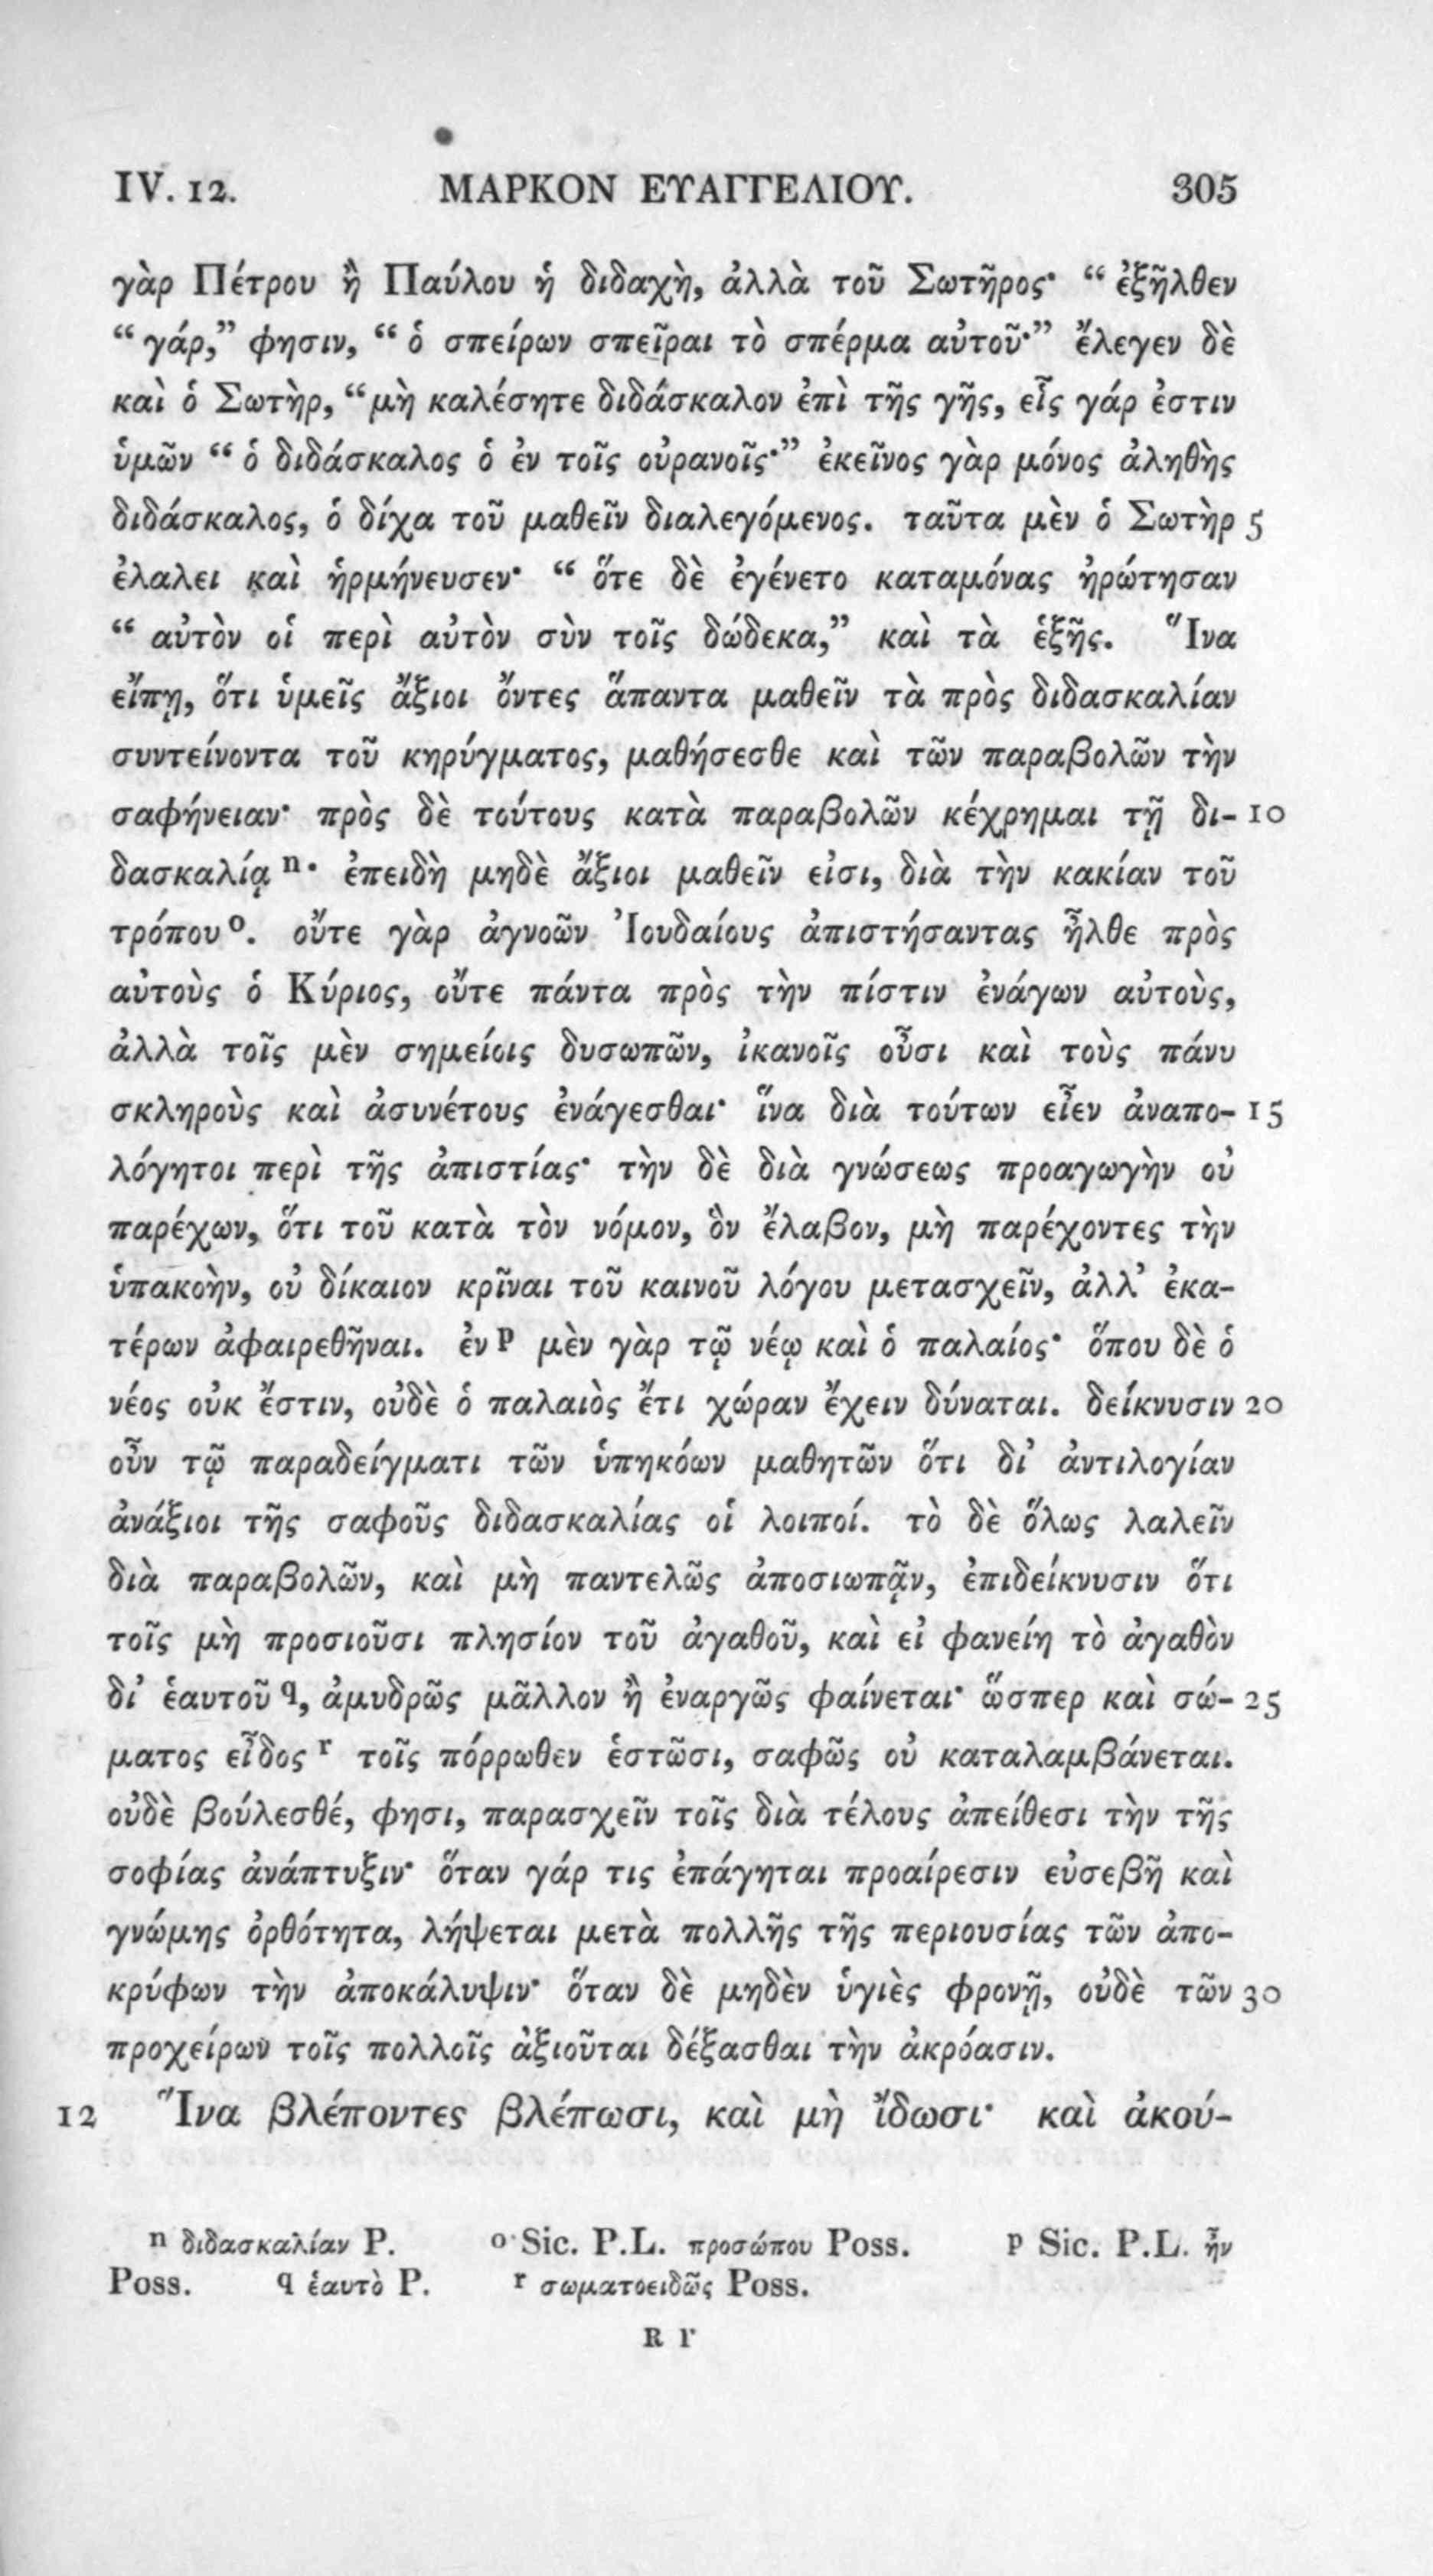 IV. 12. ΜΑΡΚΟΝ ΕΥΑΓΓΕΛΙΟΥ. 305
γὰρ Πέτρου ἢ Παύλου ἡ διδαχὴ, ἀλλὰ τοῦ Σωτῆρος· “ ἐξῆλθεν
“ γάρ,” φησιν, “ ὁ σπείρων σπεῖραι τὸ σπέρμα αὐτοῦ·” ἔλεγεν δὲ
καὶ ὁ Σωτὴρ, “ μὴ καλέσητε διδάσκαλον ἐπὶ τῆς γῆς, εἷς γάρ ἐστιν
ὑμῶν “ ὁ διδάσκαλος ὁ ἐν τοῖς οὐρανοῖς·” ἐκεῖνος γὰρ μόνος ἀληθὴς
διδάσκαλος, ὁ δίχα τοῦ μαθεῖν διαλεγόμενος. ταῦτα μὲν ὁ Σωτὴρ 5
ἐλαλει καὶ ἡρμήνευσεν· “ ὅτε δὲ ἐγένετο καταμόνας ἠρώτησαν
“ αὐτὸν οἱ περὶ αὐτὸν σὺν τοῖς δώδεκα,” καὶ τὰ ἑξῆς. Ἵνα
εἴπῃ, ὅτι ὑμεῖς ἄξιοι ὄντες ἅπαντα μαθεῖν τὰ πρὸς διδασκαλίαν
συντείνοντα τοῦ κηρύγματος, μαθήσεσθε καὶ τῶν παραβολῶν τὴν
σαφήνειαν· πρὸς δὲ τούτους κατὰ παραβολῶν κέχρημαι τῇ δι- 10
δασκαλίᾳ n· ἐπειδὴ μηδὲ ἄξιοι μαθεῖν εἰσι, διὰ τὴν κακίαν τοῦ
τρόπου o. οὔτε γὰρ ἀγνοῶν Ἰουδαίους ἀπιστήσαντας ἦλθε πρὸς
αὐτοὺς ὁ Κύριος, οὔτε πάντα πρὸς τὴν πίστιν ἐνάγων αὐτοὺς,
ἀλλὰ τοῖς μὲν σημείοις δυσωπῶν, ἱκανοῖς οὖσι καὶ τοὺς πάνυ
σκληροὺς καὶ ἀσυνέτους ἐνάγεσθαι· ἵνα διὰ τούτων εἶεν ἀναπο- 15
λόγητοι περὶ τῆς ἀπιστίας· τὴν δὲ διὰ γνώσεως προαγωγὴν οὐ
παρέχων, ὅτι τοῦ κατὰ τὸν νόμον, ὃν ἔλαβον, μὴ παρέχοντες τὴν
ὑπακοὴν, οὐ δίκαιον κρῖναι τοῦ καινοῦ λόγου μετασχεῖν, ἀλλ’ ἑκα-
τέρων ἀφαιρεθῆναι. ἐν p μὲν γὰρ τῷ νέῳ καὶ ὁ παλαίος· ὅπου δὲ ὁ
νέος οὐκ ἔστιν, οὐδὲ ὁ παλαιὸς ἔτι χώραν ἔχειν δύναται. δείκνυσιν 20
οὖν τῷ παραδείγματι τῶν ὑπηκόων μαθητῶν ὅτι δι’ ἀντιλογίαν
ἀνάξιοι τῆς σαφοῦς διδασκαλίας οἱ λοιποί. τὸ δὲ ὅλως λαλεῖν
διὰ παραβολῶν, καὶ μὴ παντελῶς ἀποσιωπᾷν, ἐπιδείκνυσιν ὅτι
τοῖς μὴ προσιοῦσι πλησίον τοῦ ἀγαθοῦ, καὶ εἰ φανείη τὸ ἀγαθὸν
δι’ ἑαυτοῦ q, ἀμυδρῶς μᾶλλον ἢ ἐναργῶς φαίνεται· ὥσπερ καὶ σώ- 25
ματος εἶδος r τοῖς πόρρωθεν ἑστῶσι, σαφῶς οὐ καταλαμβάνεται.
οὐδὲ βούλεσθέ, φησι, παρασχεῖν τοῖς διὰ τέλους ἀπείθεσι τὴν τῆς
σοφίας ἀνάπτυξιν· ὅταν γάρ τις ἐπάγηται προαίρεσιν εὐσεβῆ καὶ
γνώμης ὀρθότητα, λήψεται μετὰ πολλῆς τῆς περιουσίας τῶν ἀπο-
κρύφων τὴν ἀποκάλυψιν· ὅταν δὲ μηδὲν ὑγιὲς φρονῇ, οὐδὲ τῶν 30
προχείρων τοῖς πολλοῖς ἀξιοῦται δέξασθαι τὴν ἀκρόασιν.
12 Ἵνα βλέποντες βλέπωσι, καὶ μὴ ἴδωσι· καὶ ἀκού-
n διδασκαλίαν P. o Sic. P.L. προσώπου Poss. p Sic. P.L. ἦν
Poss. q ἑαυτὸ P. r σωματοειδῶς Poss.
R r